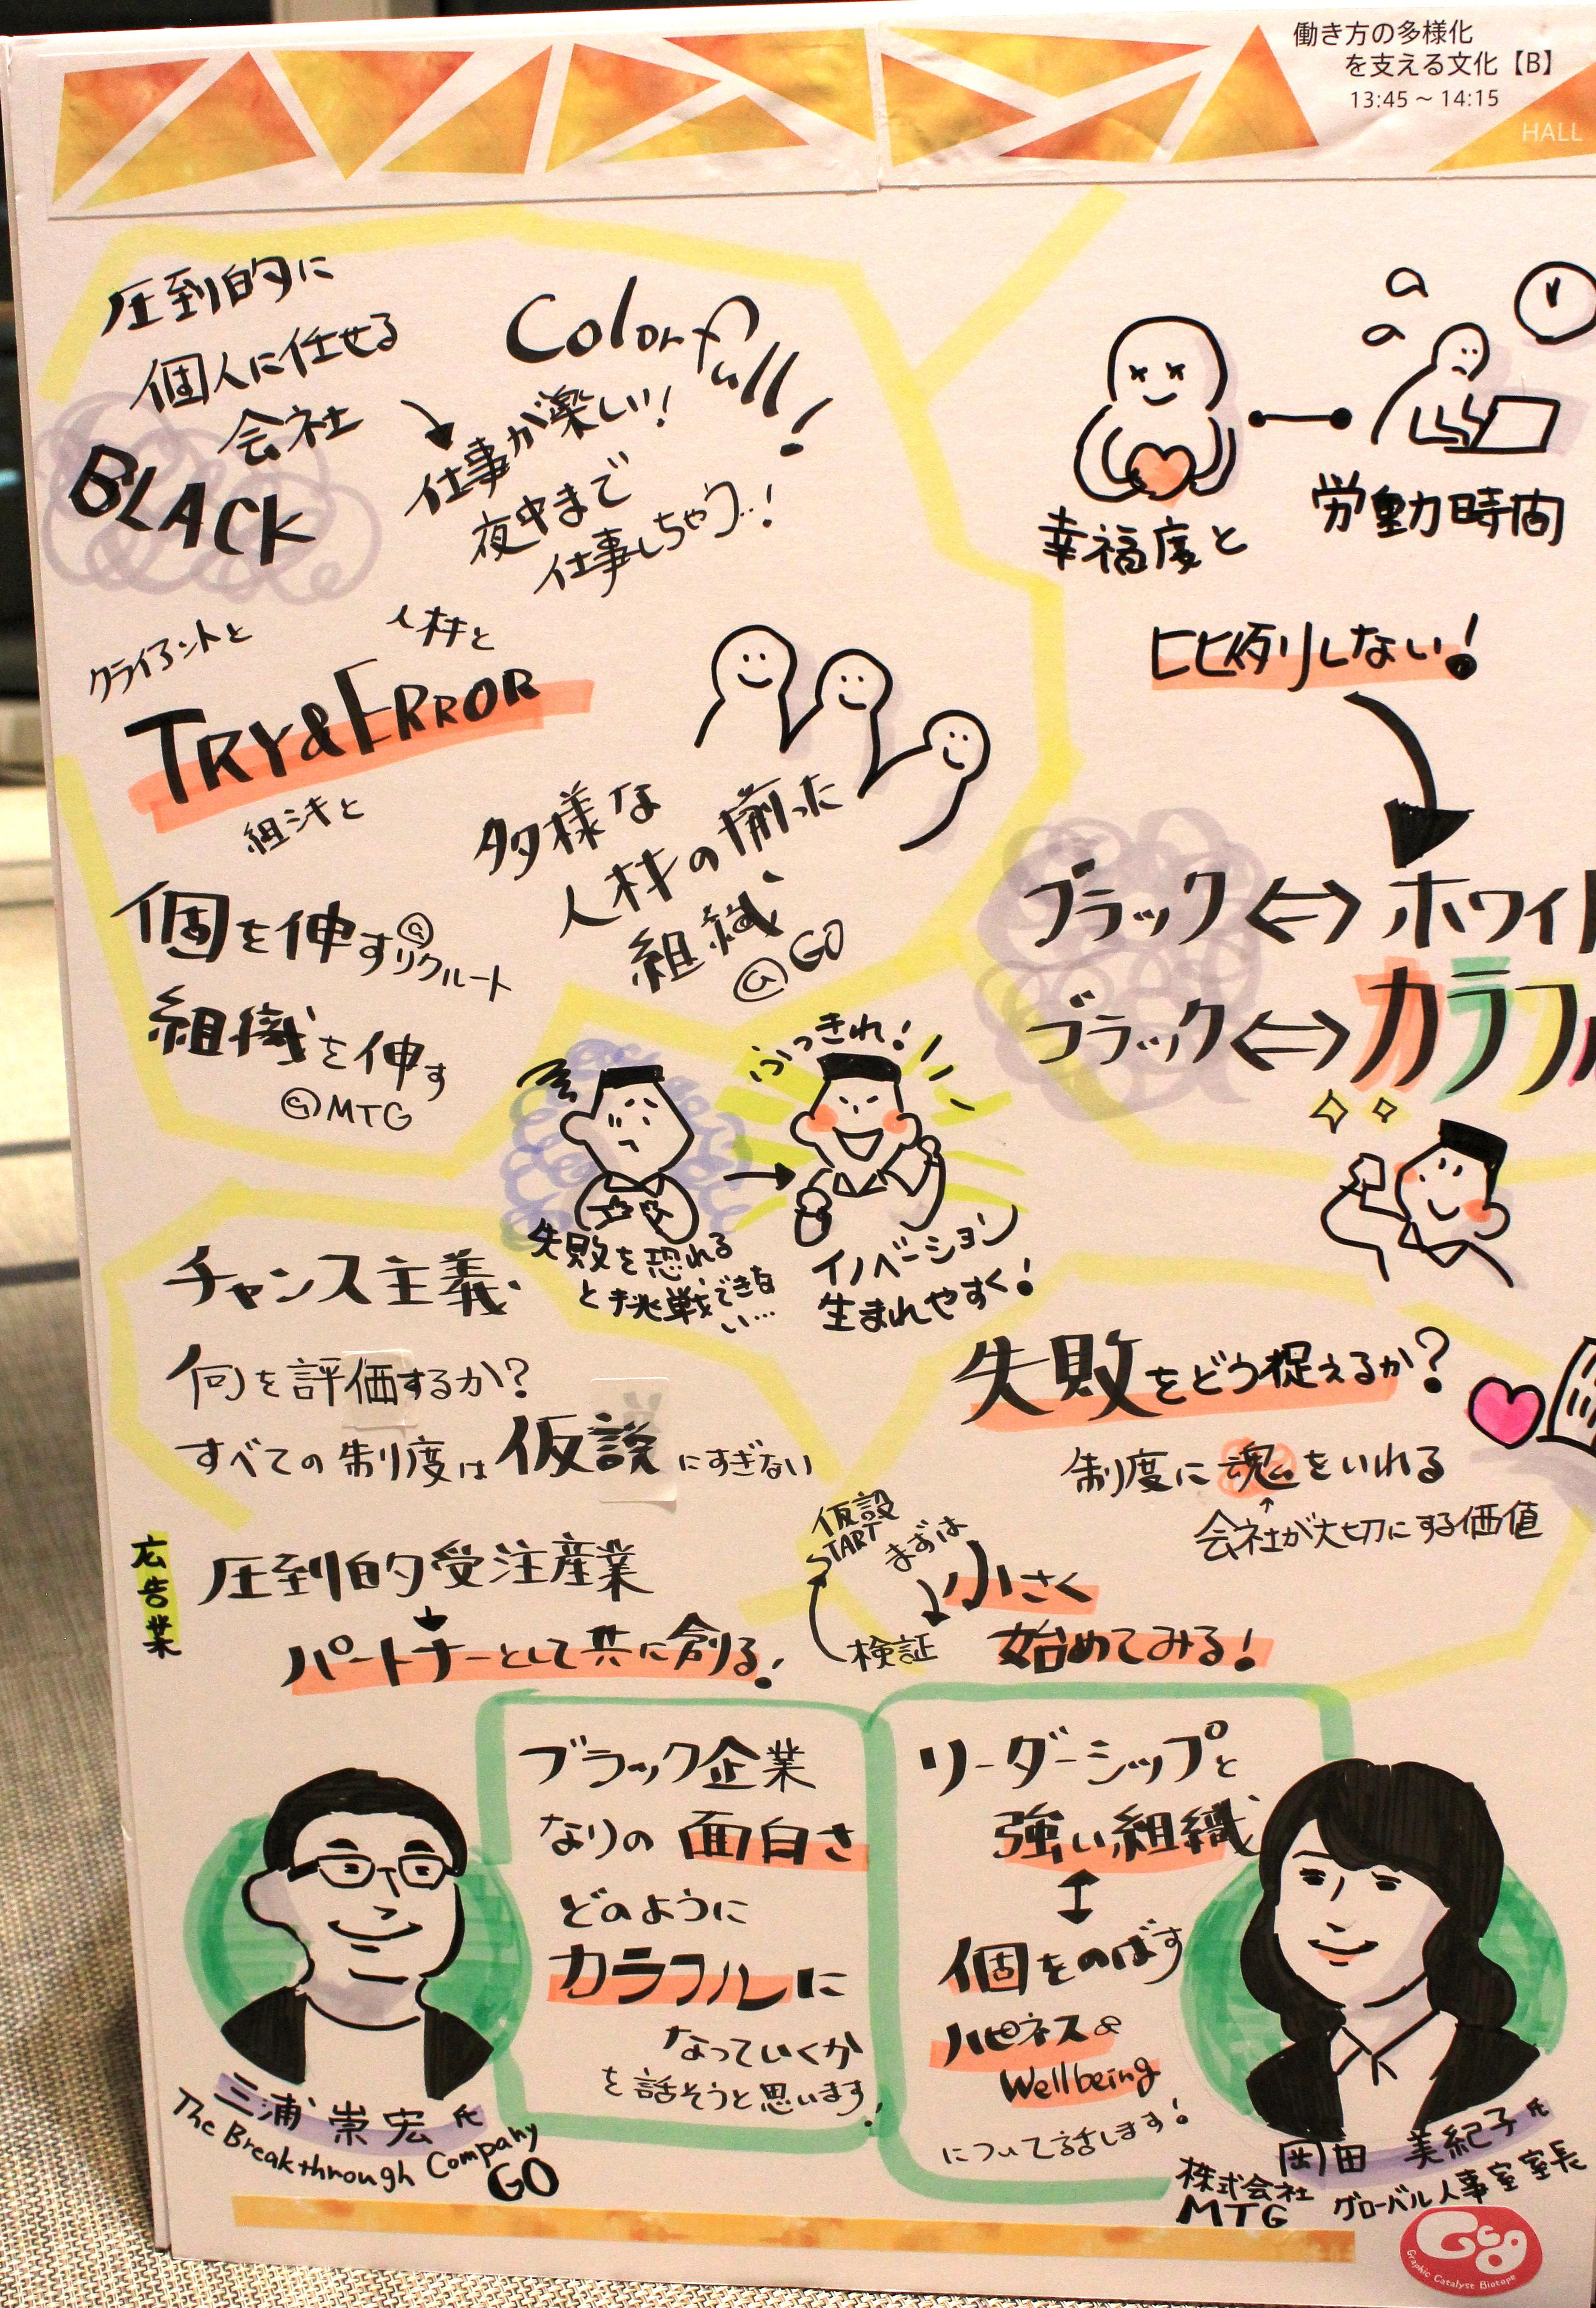 働き方の多様化
を支える文化【B】
13:45～14:15
HALL
圧倒的に
個人に任せる
会社
BLACK
Colorfull!
仕事が楽しい!
夜中まで
仕事しちゃう..!
クライアントと
人材と
TRY&ERROR
組織と
多様な
人材の揃った
組織
@GO
個を伸す@リクルート
組織を伸す
@MTG
幸福度と
労働時間
比例しない!
ブラック⇔ホワイ
ブラック⇔カラフ
失敗を恐れる
と挑戦できな
い…
ふっきれ!
イノベーション
生まれやすく!
チャンス主義
何を評価するか?
すべての制度は仮説にすぎない
失敗をどう捉えるか?
制度に魂をいれる
↑
会社が大切にする価値
広告業
圧倒的受注産業
↓
パートナーとして共に創る!
仮説
START
まずは
小さく
始めてみる!
検証
ブラック企業
なりの面白さ
どのように
カラフルに
なっていくか
を話そうと思います!
リーダーシップと
強い組織
↕
個をのばす
ハピネス&
Wellbeing
について話します!
三浦崇宏氏
The Breakthrough Company
GO
岡田 美紀子氏
株式会社
MTG
グローバル人事室室長
GCB
Graphic Catalyst Biotope